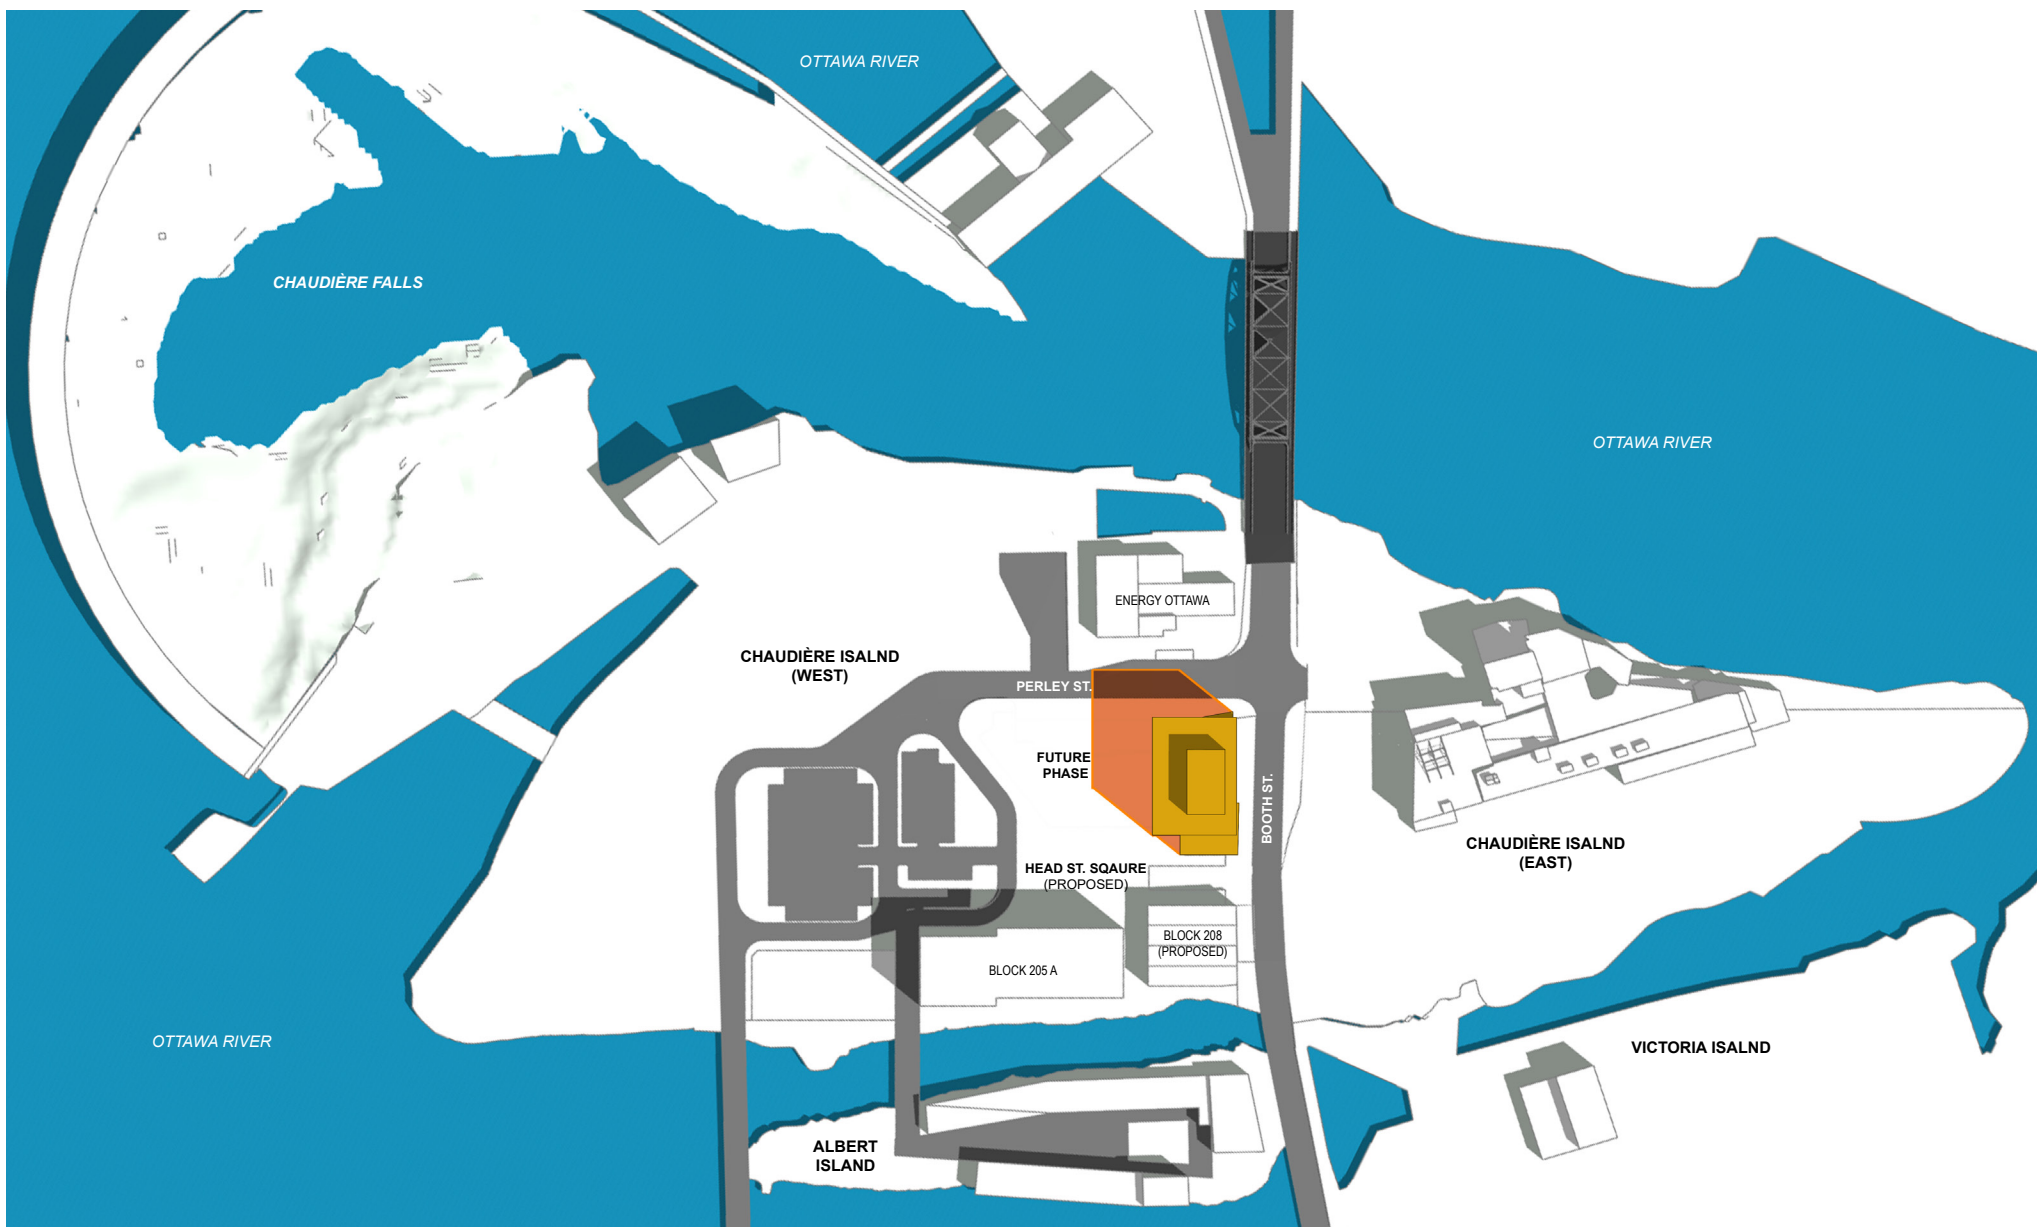 OTTAWA RIVER
CHAUDIÈRE FALLS
OTTAWA RIVER
ENERGY OTTAWA
CHAUDIÈRE ISALND
(WEST)
PERLEY ST.
FUTURE
PHASE
BOOTH ST.
CHAUDIÈRE ISALND
(EAST)
HEAD ST. SQAURE
(PROPOSED)
BLOCK 208
(PROPOSED)
BLOCK 205 A
OTTAWA RIVER
VICTORIA ISALND
ALBERT
ISLAND